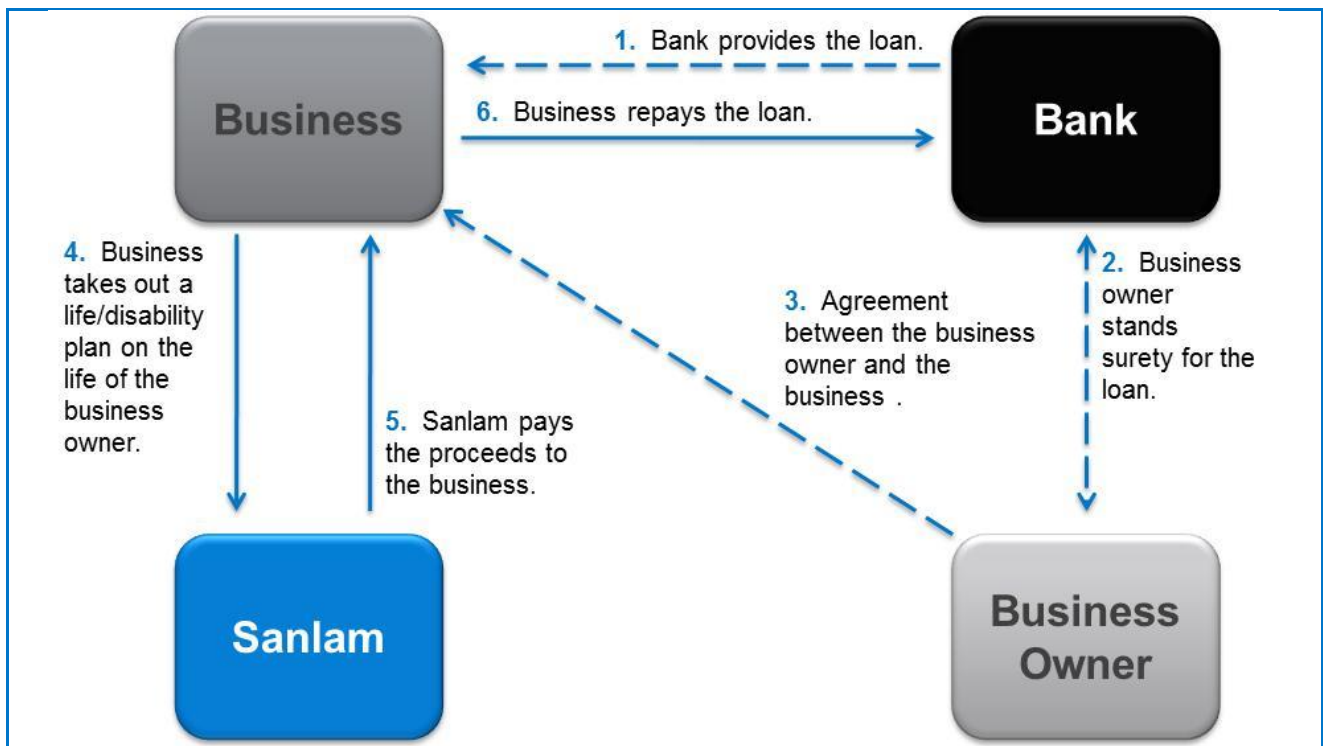 1. Bank provides the loan.
Business
6. Business repays the loan.
Bank
4. Business
takes out a
life/disability
plan on the
life of the
business
owner.
5. Sanlam pays
the proceeds to
the business.
3. Agreement
between the business
owner and the
business .
2. Business
owner
stands
surety for the
loan.
Sanlam
Business
Owner